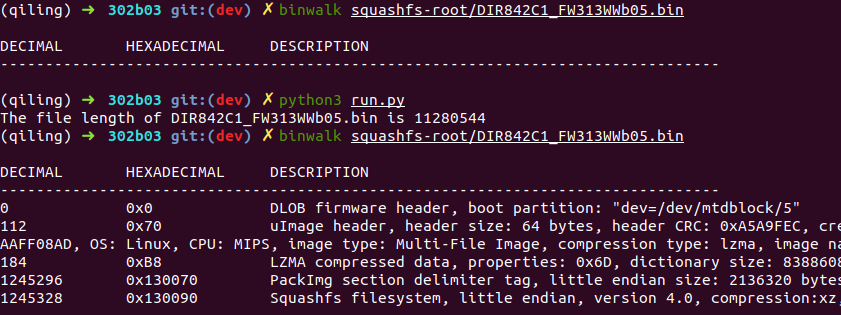 (qiling) ➜ 302b03 git:(dev) ✗ binwalk squashfs-root/DIR842C1_FW313WWb05.bin
DECIMAL HEXADECIMAL DESCRIPTION
--------------------------------------------------------------------------------
(qiling) ➜ 302b03 git:(dev) ✗ python3 run.py
The file length of DIR842C1_FW313WWb05.bin is 11280544
(qiling) ➜ 302b03 git:(dev) ✗ binwalk squashfs-root/DIR842C1_FW313WWb05.bin
DECIMAL HEXADECIMAL DESCRIPTION
--------------------------------------------------------------------------------
0 0x0 DLOB firmware header, boot partition: "dev=/dev/mtdblock/5"
112 0x70 uImage header, header size: 64 bytes, header CRC: 0xA5A9FEC, cre
AAFF08AD, OS: Linux, CPU: MIPS, image type: Multi-File Image, compression type: lzma, image na
184 0xB8 LZMA compressed data, properties: 0x6D, dictionary size: 8388608
1245296 0x130070 PackImg section delimiter tag, little endian size: 2136320 bytes
1245328 0x130090 Squashfs filesystem, little endian, version 4.0, compression:xz,